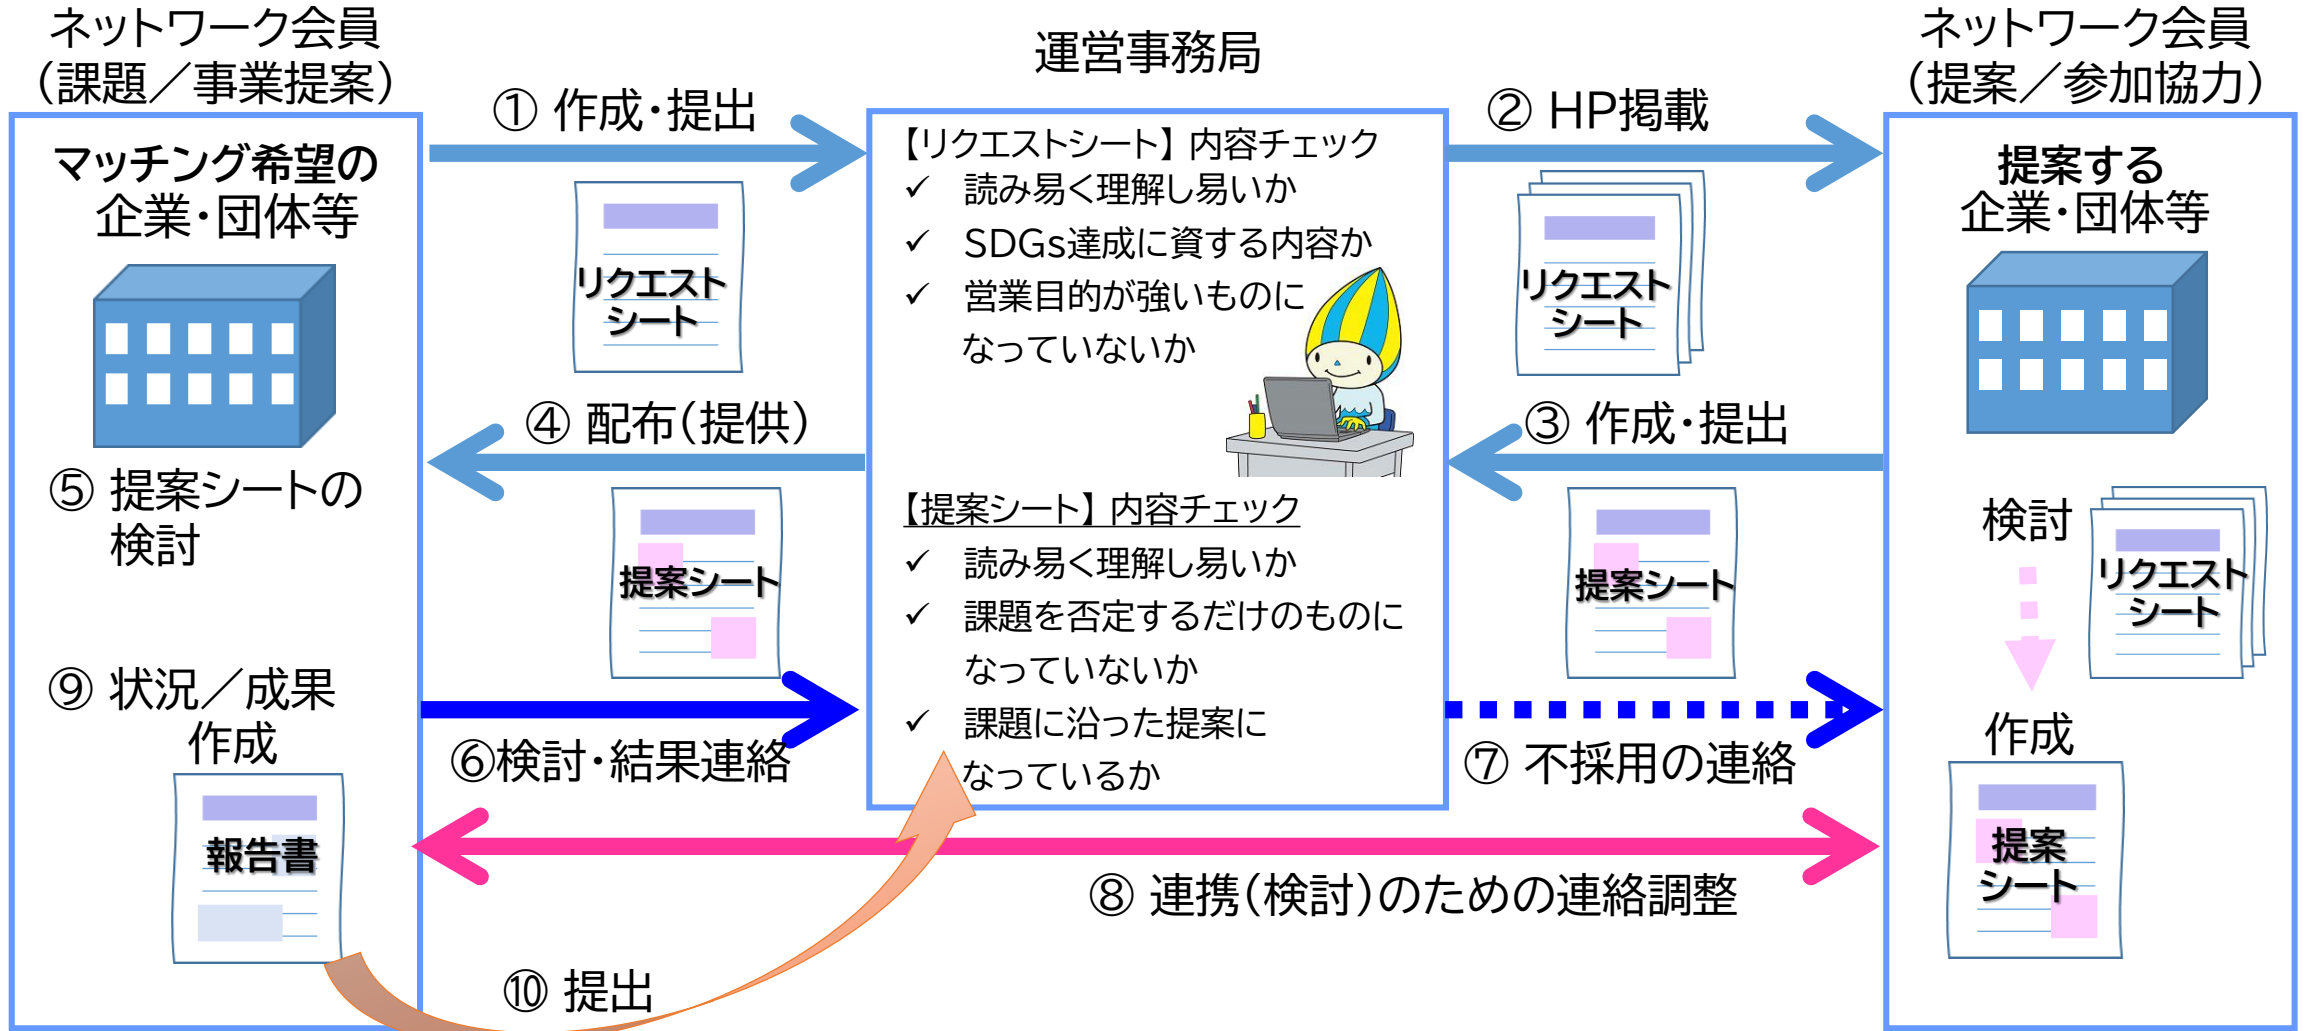 ネットワーク会員
（課題／事業提案）
マッチング希望の
企業・団体等
⑤ 提案シートの
検討
⑨ 状況／成果
作成
報告書
① 作成・提出
リクエスト
シート
④ 配布（提供）
提案シート
⑥検討・結果連絡
⑩ 提出
運営事務局
【リクエストシート】 内容チェック
✓ 読み易く理解し易いか
✓ SDGs達成に資する内容か
✓ 営業目的が強いものに
なっていないか
【提案シート】 内容チェック
✓ 読み易く理解し易いか
✓ 課題を否定するだけのものに
なっていないか
✓ 課題に沿った提案に
なっているか
② HP掲載
リクエスト
シート
③ 作成・提出
提案シート
⑦ 不採用の連絡
⑧ 連携（検討）のための連絡調整
ネットワーク会員
（提案／参加協力）
提案する
企業・団体等
検討
リクエスト
シート
作成
提案
シート